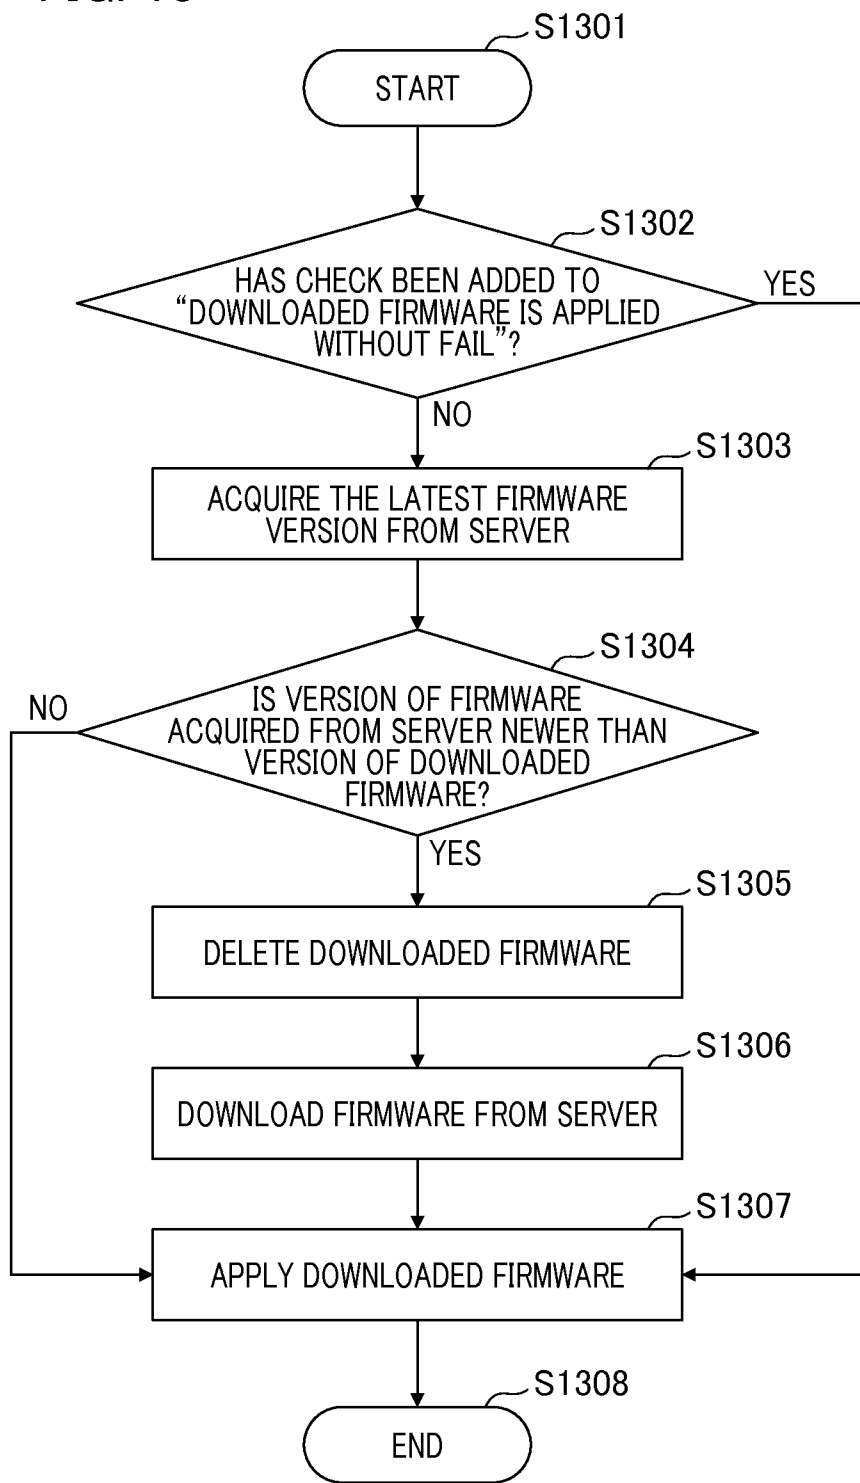 S1301
START
S1302
HAS CHECK BEEN ADDED TO
“DOWNLOADED FIRMWARE IS APPLIED
WITHOUT FAIL”?
YES
NO
S1303
ACQUIRE THE LATEST FIRMWARE
VERSION FROM SERVER
S1304
IS VERSION OF FIRMWARE
ACQUIRED FROM SERVER NEWER THAN
VERSION OF DOWNLOADED
FIRMWARE?
NO
YES
S1305
DELETE DOWNLOADED FIRMWARE
S1306
DOWNLOAD FIRMWARE FROM SERVER
S1307
APPLY DOWNLOADED FIRMWARE
S1308
END